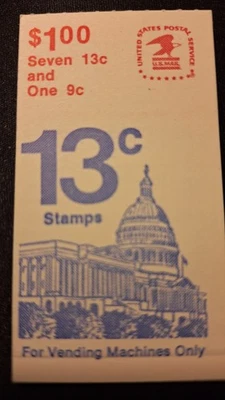 $1.00
Seven 13c
and
One 9c
UNITED STATES POSTAL SERVICE
U.S. MAIL
13c
Stamps
For Vending Machines Only